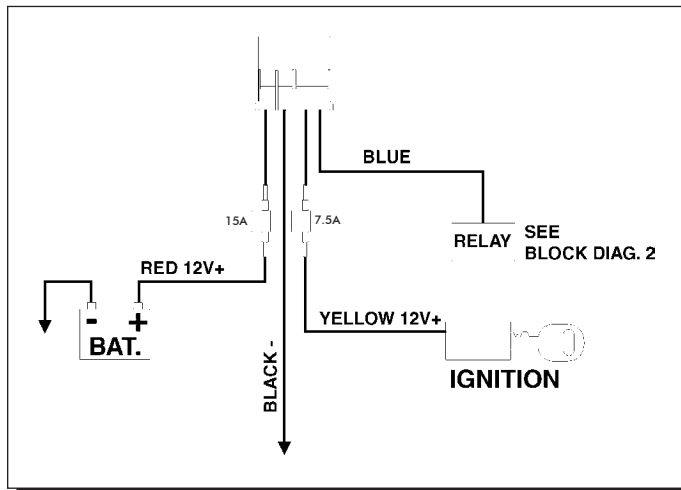 BLUE
15A
7.5A
RELAY
SEE
BLOCK DIAG. 2
RED 12V+
YELLOW 12V+
- +
BAT.
BLACK -
IGNITION